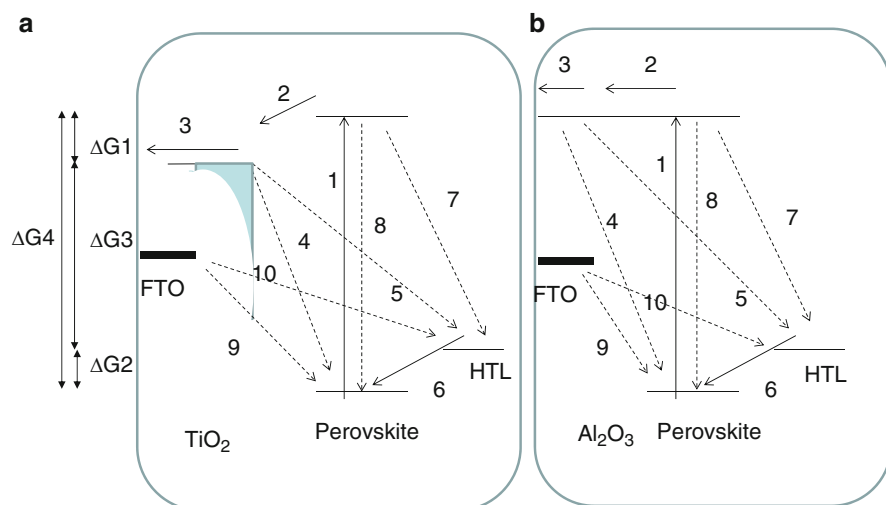 a
ΔG1
ΔG3
ΔG4
ΔG2
3
2
1
8
7
4
10
5
9
6
FTO
HTL
TiO₂
Perovskite
b
3
2
1
8
7
4
10
5
9
6
FTO
HTL
Al₂O₃
Perovskite